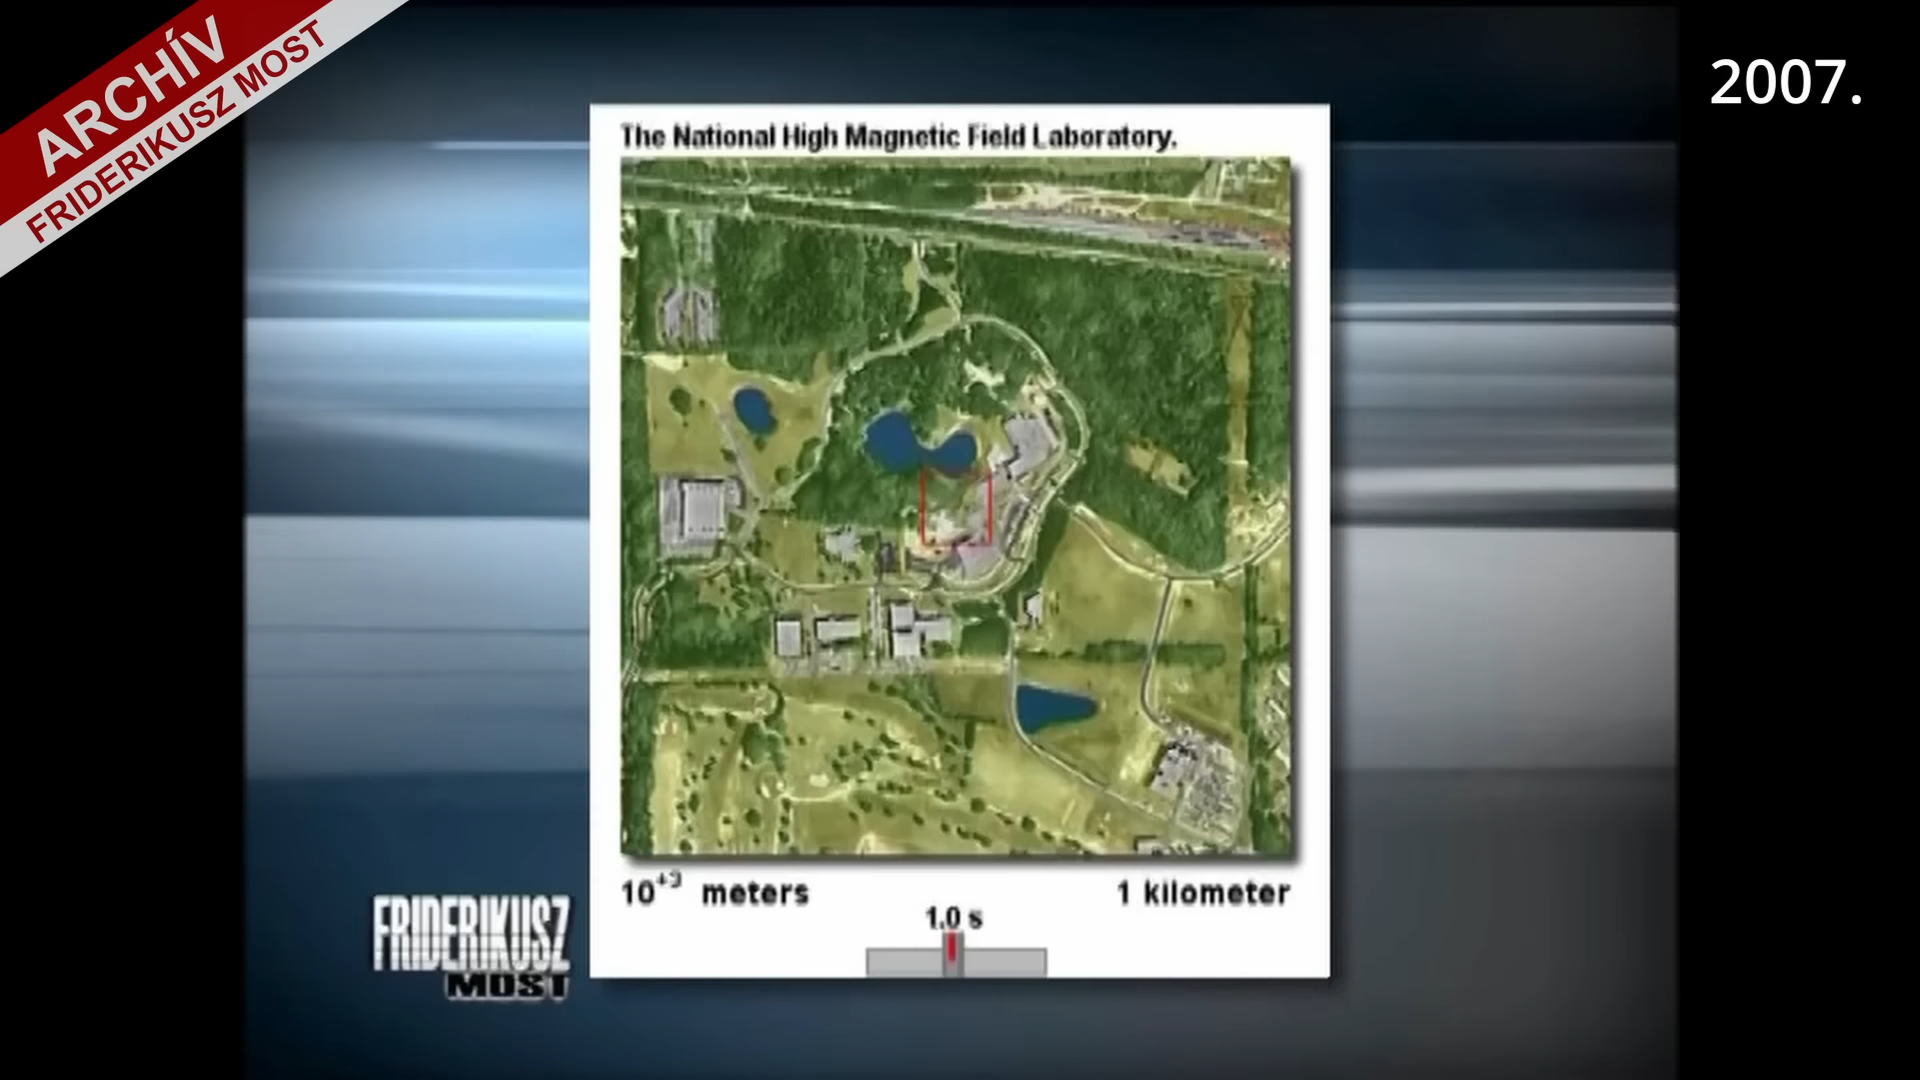 ARCHÍV
FRIDERIKUSZ MOST
2007.
The National High Magnetic Field Laboratory.
10⁺³ meters
1 kilometer
1.0 s
FRIDERIKUSZ
MOST